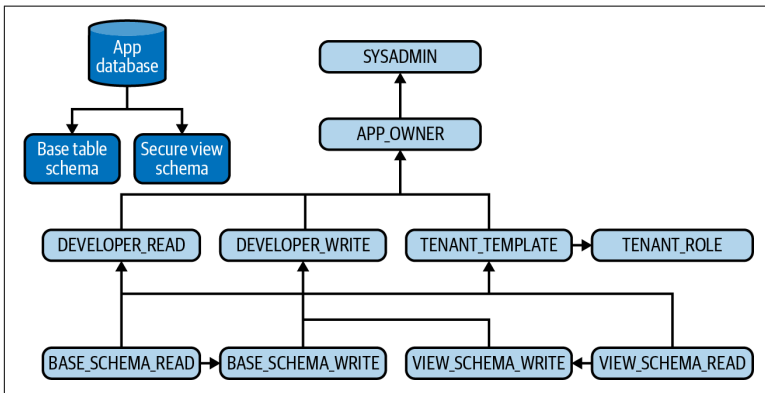 App
database
SYSADMIN
APP_OWNER
Base table
schema
Secure view
schema
DEVELOPER_READ
DEVELOPER_WRITE
TENANT_TEMPLATE
TENANT_ROLE
BASE_SCHEMA_READ
BASE_SCHEMA_WRITE
VIEW_SCHEMA_WRITE
VIEW_SCHEMA_READ